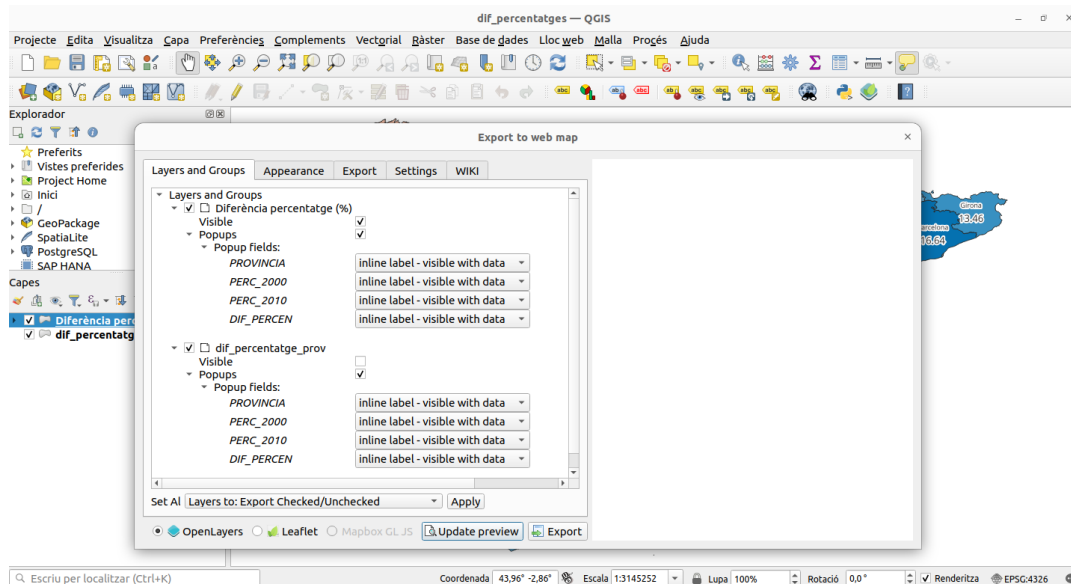 dif_percentatges — QGIS
Projecte Edita Visualitza Capa Preferències Complements Vectorial Ràster Base de dades Lloc web Malla Procés Ajuda
Explorador
Preferits
Vistes preferides
Project Home
Inici
/
GeoPackage
SpatiaLite
PostgreSQL
SAP HANA
Capes
Diferència perc
dif_percentatg
Export to web map
Layers and Groups Appearance Export Settings WIKI
Layers and Groups
Diferència percentatge (%)
Visible
Popups
Popup fields:
PROVINCIA inline label - visible with data
PERC_2000 inline label - visible with data
PERC_2010 inline label - visible with data
DIF_PERCEN inline label - visible with data
dif_percentatge_prov
Visible
Popups
Popup fields:
PROVINCIA inline label - visible with data
PERC_2000 inline label - visible with data
PERC_2010 inline label - visible with data
DIF_PERCEN inline label - visible with data
Set Al Layers to: Export Checked/Unchecked Apply
OpenLayers Leaflet Mapbox GL JS Update preview Export
Girona
13.46
arcelona
16.64
Escriu per localitzar (Ctrl+K) Coordenada 43,96° -2,86° Escala 1:3145252 Lupa 100% Rotació 0,0° Renderitza EPSG:4326